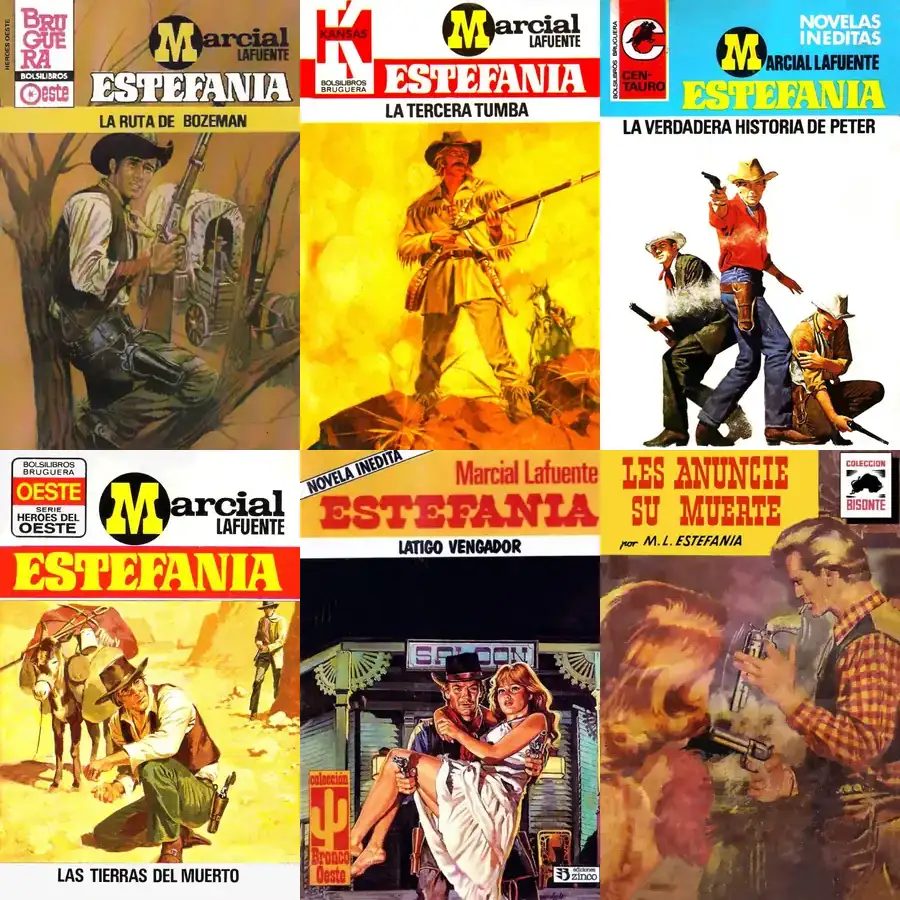 HEROES OESTE
BRU
GUE
RA
BOLSILIBROS
Oeste
Marcial
LAFUENTE
ESTEFANIA
LA RUTA DE BOZEMAN
K
KANSAS
BOLSILIBROS
BRUGUERA
Marcial
LAFUENTE
ESTEFANIA
LA TERCERA TUMBA
BOLSILIBROS BRUGUERA
C
CEN-
TAURO
NOVELAS
INEDITAS
MARCIAL LAFUENTE
ESTEFANIA
LA VERDADERA HISTORIA DE PETER
BOLSILIBROS
BRUGUERA
OESTE
SERIE
HEROES DEL
OESTE
Marcial
LAFUENTE
ESTEFANIA
LAS TIERRAS DEL MUERTO
NOVELA INEDITA
Marcial Lafuente
ESTEFANIA
LATIGO VENGADOR
SALOON
colección
Bronco
Oeste
ediciones
zinco
LES ANUNCIE
SU MUERTE
por M. L. ESTEFANIA
COLECCION
BISONTE